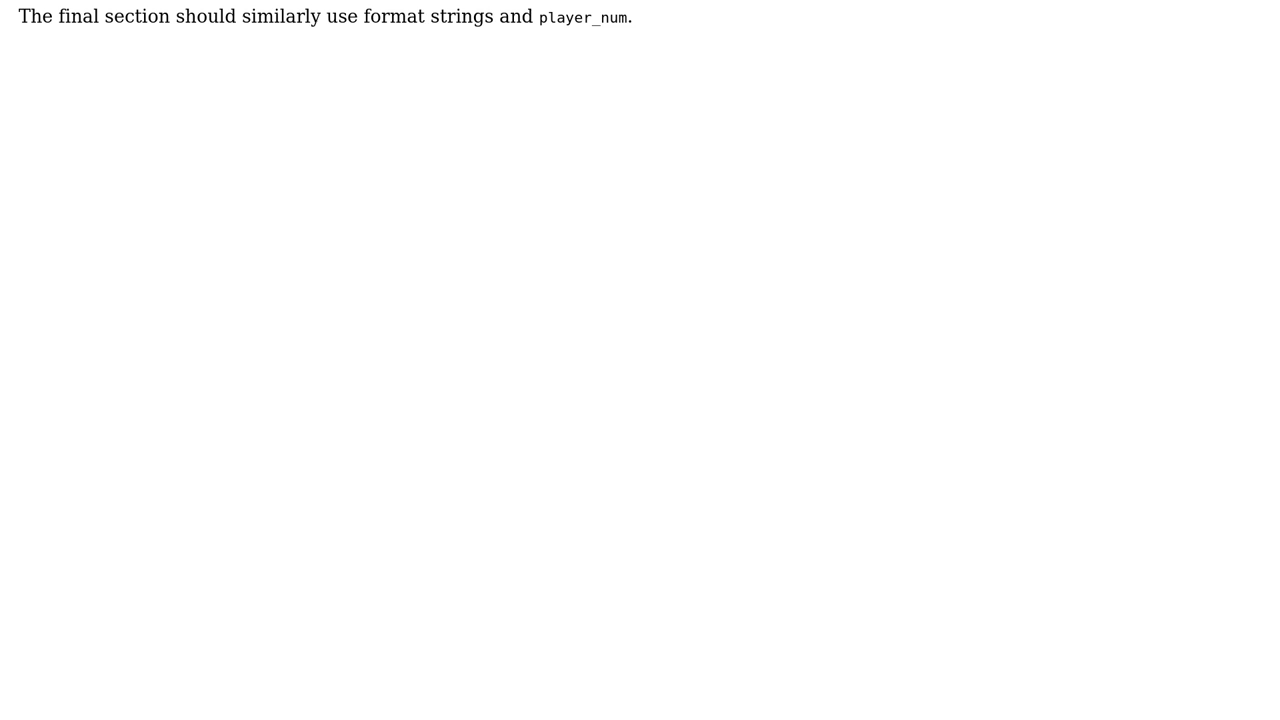 The final section should similarly use format strings and player_num.